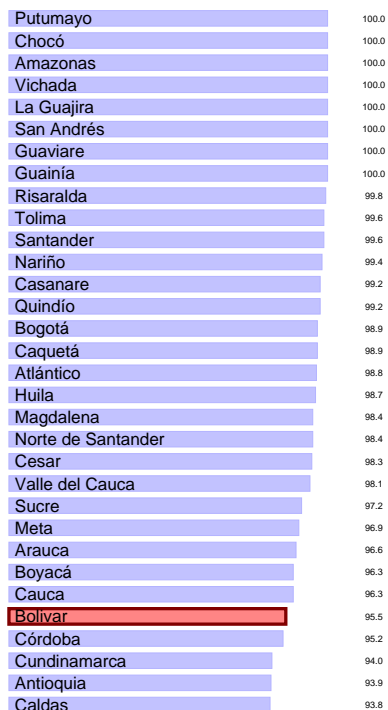 Putumayo 100.0
Chocó 100.0
Amazonas 100.0
Vichada 100.0
La Guajira 100.0
San Andrés 100.0
Guaviare 100.0
Guainía 100.0
Risaralda 99.8
Tolima 99.6
Santander 99.6
Nariño 99.4
Casanare 99.2
Quindío 99.2
Bogotá 98.9
Caquetá 98.9
Atlántico 98.8
Huila 98.7
Magdalena 98.4
Norte de Santander 98.4
Cesar 98.3
Valle del Cauca 98.1
Sucre 97.2
Meta 96.9
Arauca 96.6
Boyacá 96.3
Cauca 96.3
Bolivar 95.5
Córdoba 95.2
Cundinamarca 94.0
Antioquia 93.9
Caldas 93.8